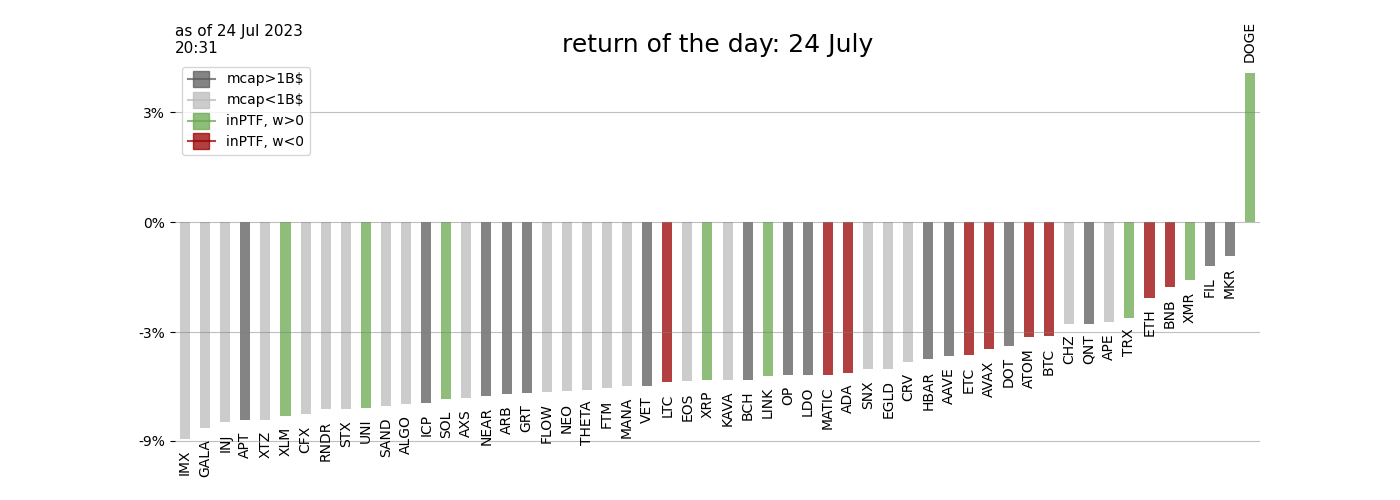 as of 24 Jul 2023
20:31
return of the day: 24 July
DOGE
mcap>1B$
mcap<1B$
inPTF, w>0
inPTF, w<0
3%
0%
-3%
-9%
IMX
GALA
INJ
APT
XTZ
XLM
CFX
RNDR
STX
UNI
SAND
ALGO
ICP
SOL
AXS
NEAR
ARB
GRT
FLOW
NEO
THETA
FTM
MANA
VET
LTC
EOS
XRP
KAVA
BCH
LINK
OP
LDO
MATIC
ADA
SNX
EGLD
CRV
HBAR
AAVE
ETC
AVAX
DOT
ATOM
BTC
CHZ
QNT
APE
TRX
ETH
BNB
XMR
FIL
MKR